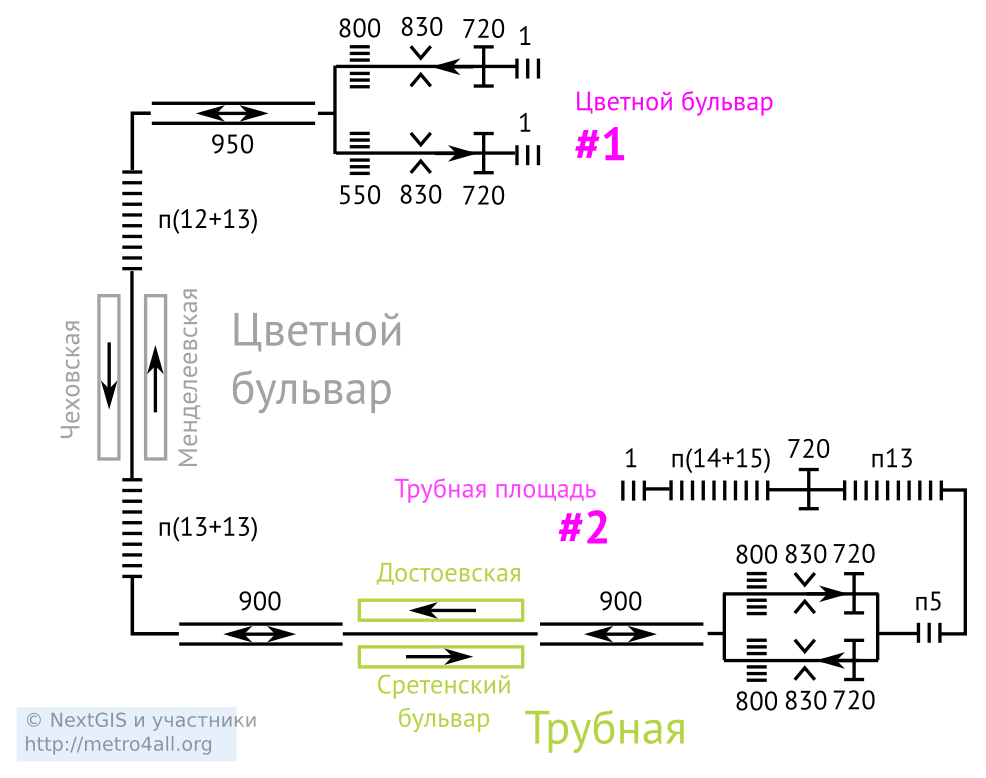 800 830 720 1
Цветной бульвар
#1
950
1
550 830 720
п(12+13)
Чеховская
Менделеевская
Цветной
бульвар
720
1 п(14+15) п13
Трубная площадь
#2
п(13+13)
800 830 720
Достоевская
900 900 п5
Сретенский
бульвар
800 830 720
Трубная
© NextGIS и участники
http://metro4all.org